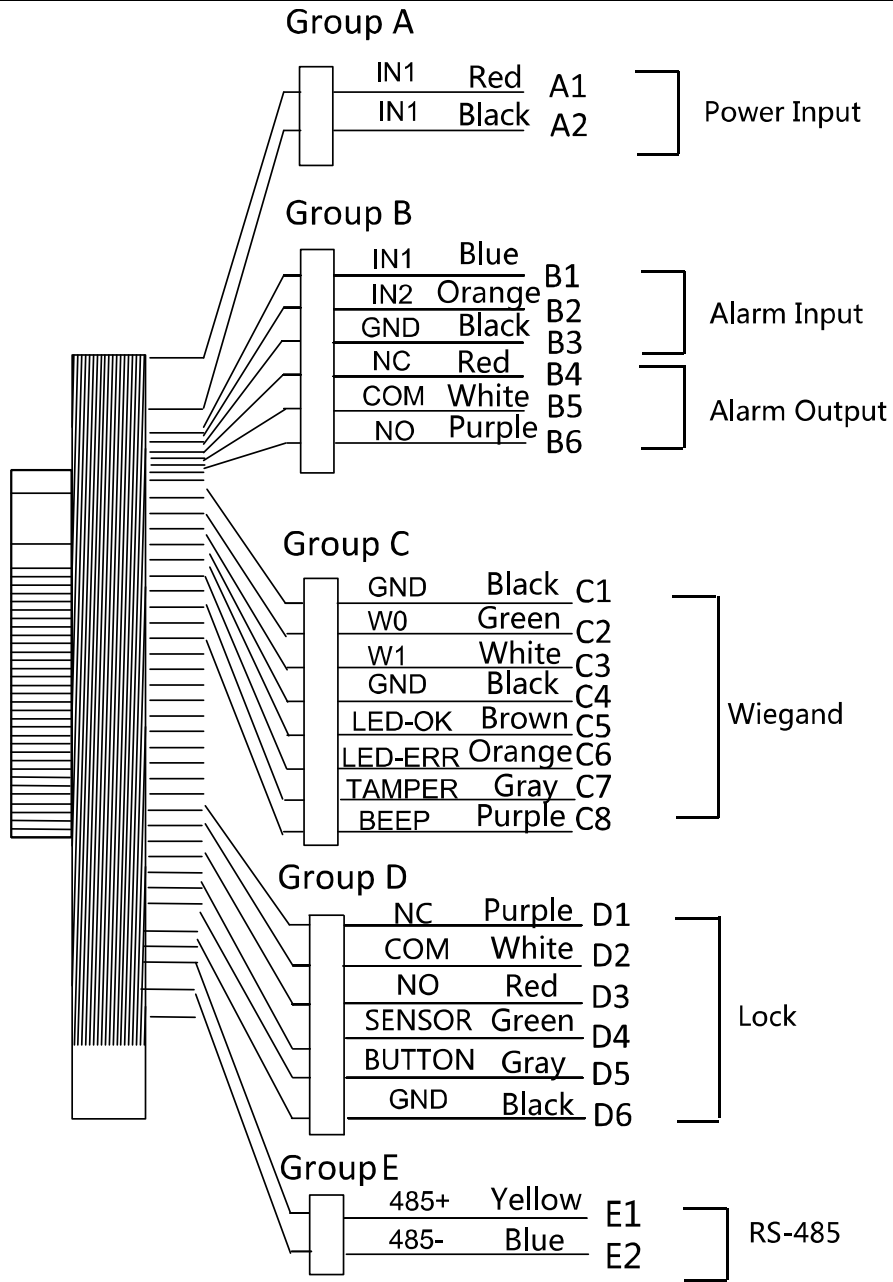 Group A
IN1 Red A1
IN1 Black A2
Power Input
Group B
IN1 Blue B1
IN2 Orange B2
GND Black B3
Alarm Input
NC Red B4
COM White B5
NO Purple B6
Alarm Output
Group C
GND Black C1
W0 Green C2
W1 White C3
GND Black C4
LED-OK Brown C5
LED-ERR Orange C6
TAMPER Gray C7
BEEP Purple C8
Wiegand
Group D
NC Purple D1
COM White D2
NO Red D3
SENSOR Green D4
BUTTON Gray D5
GND Black D6
Lock
Group E
485+ Yellow E1
485- Blue E2
RS-485